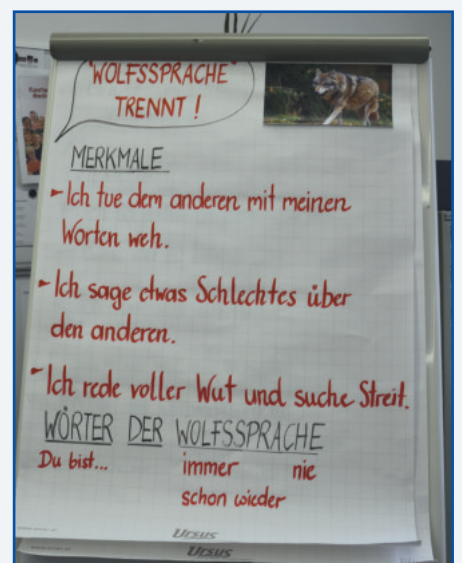 "WOLFSSPRACHE"
TRENNT!
MERKMALE
- Ich tue dem anderen mit meinen
Worten weh.
- Ich sage etwas Schlechtes über
den anderen.
- Ich rede voller Wut und suche Streit.
WÖRTER DER WOLFSSPRACHE
Du bist... immer nie
schon wieder
Ursus
Ursus